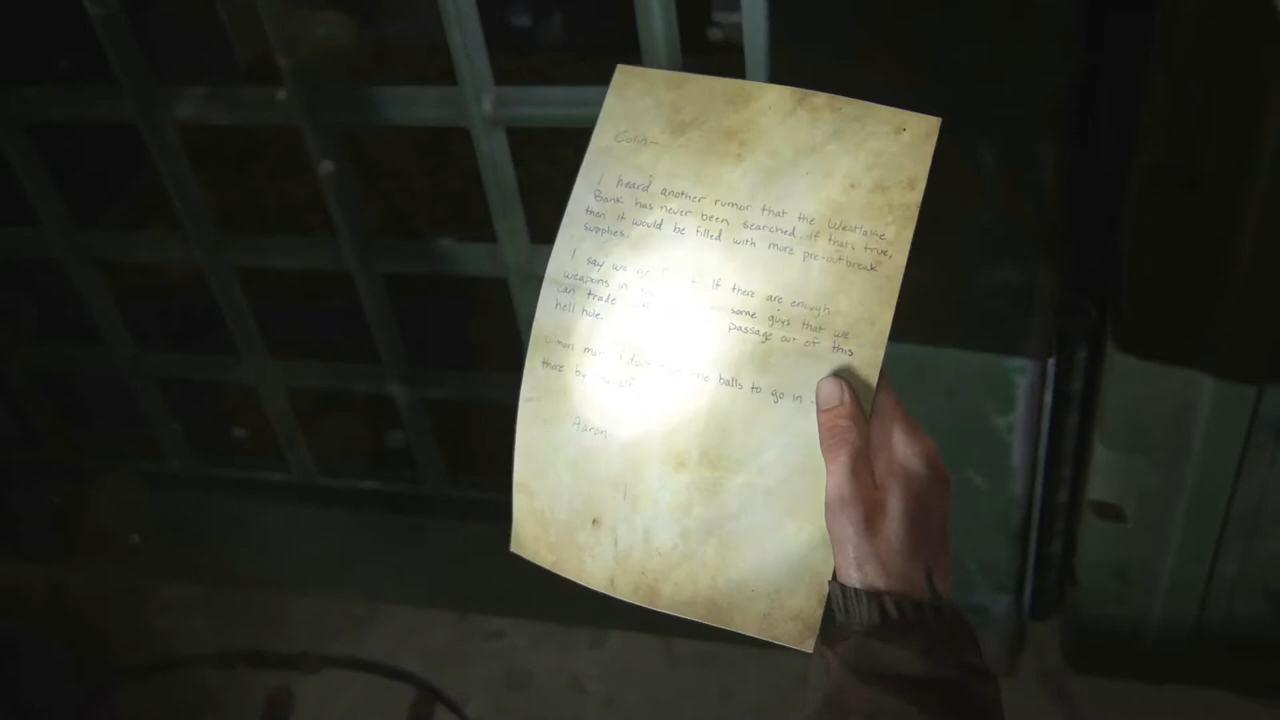 Colin-
I heard another rumor that the Westlake
Bank has never been searched. If thats true,
then it would be filled with more pre-outbreak
supplies.
I say we go If there are enough
weapons in some guys that we
can trade passage out of this
hell hole.
man. I don't the balls to go in
there by myself.
Aaron